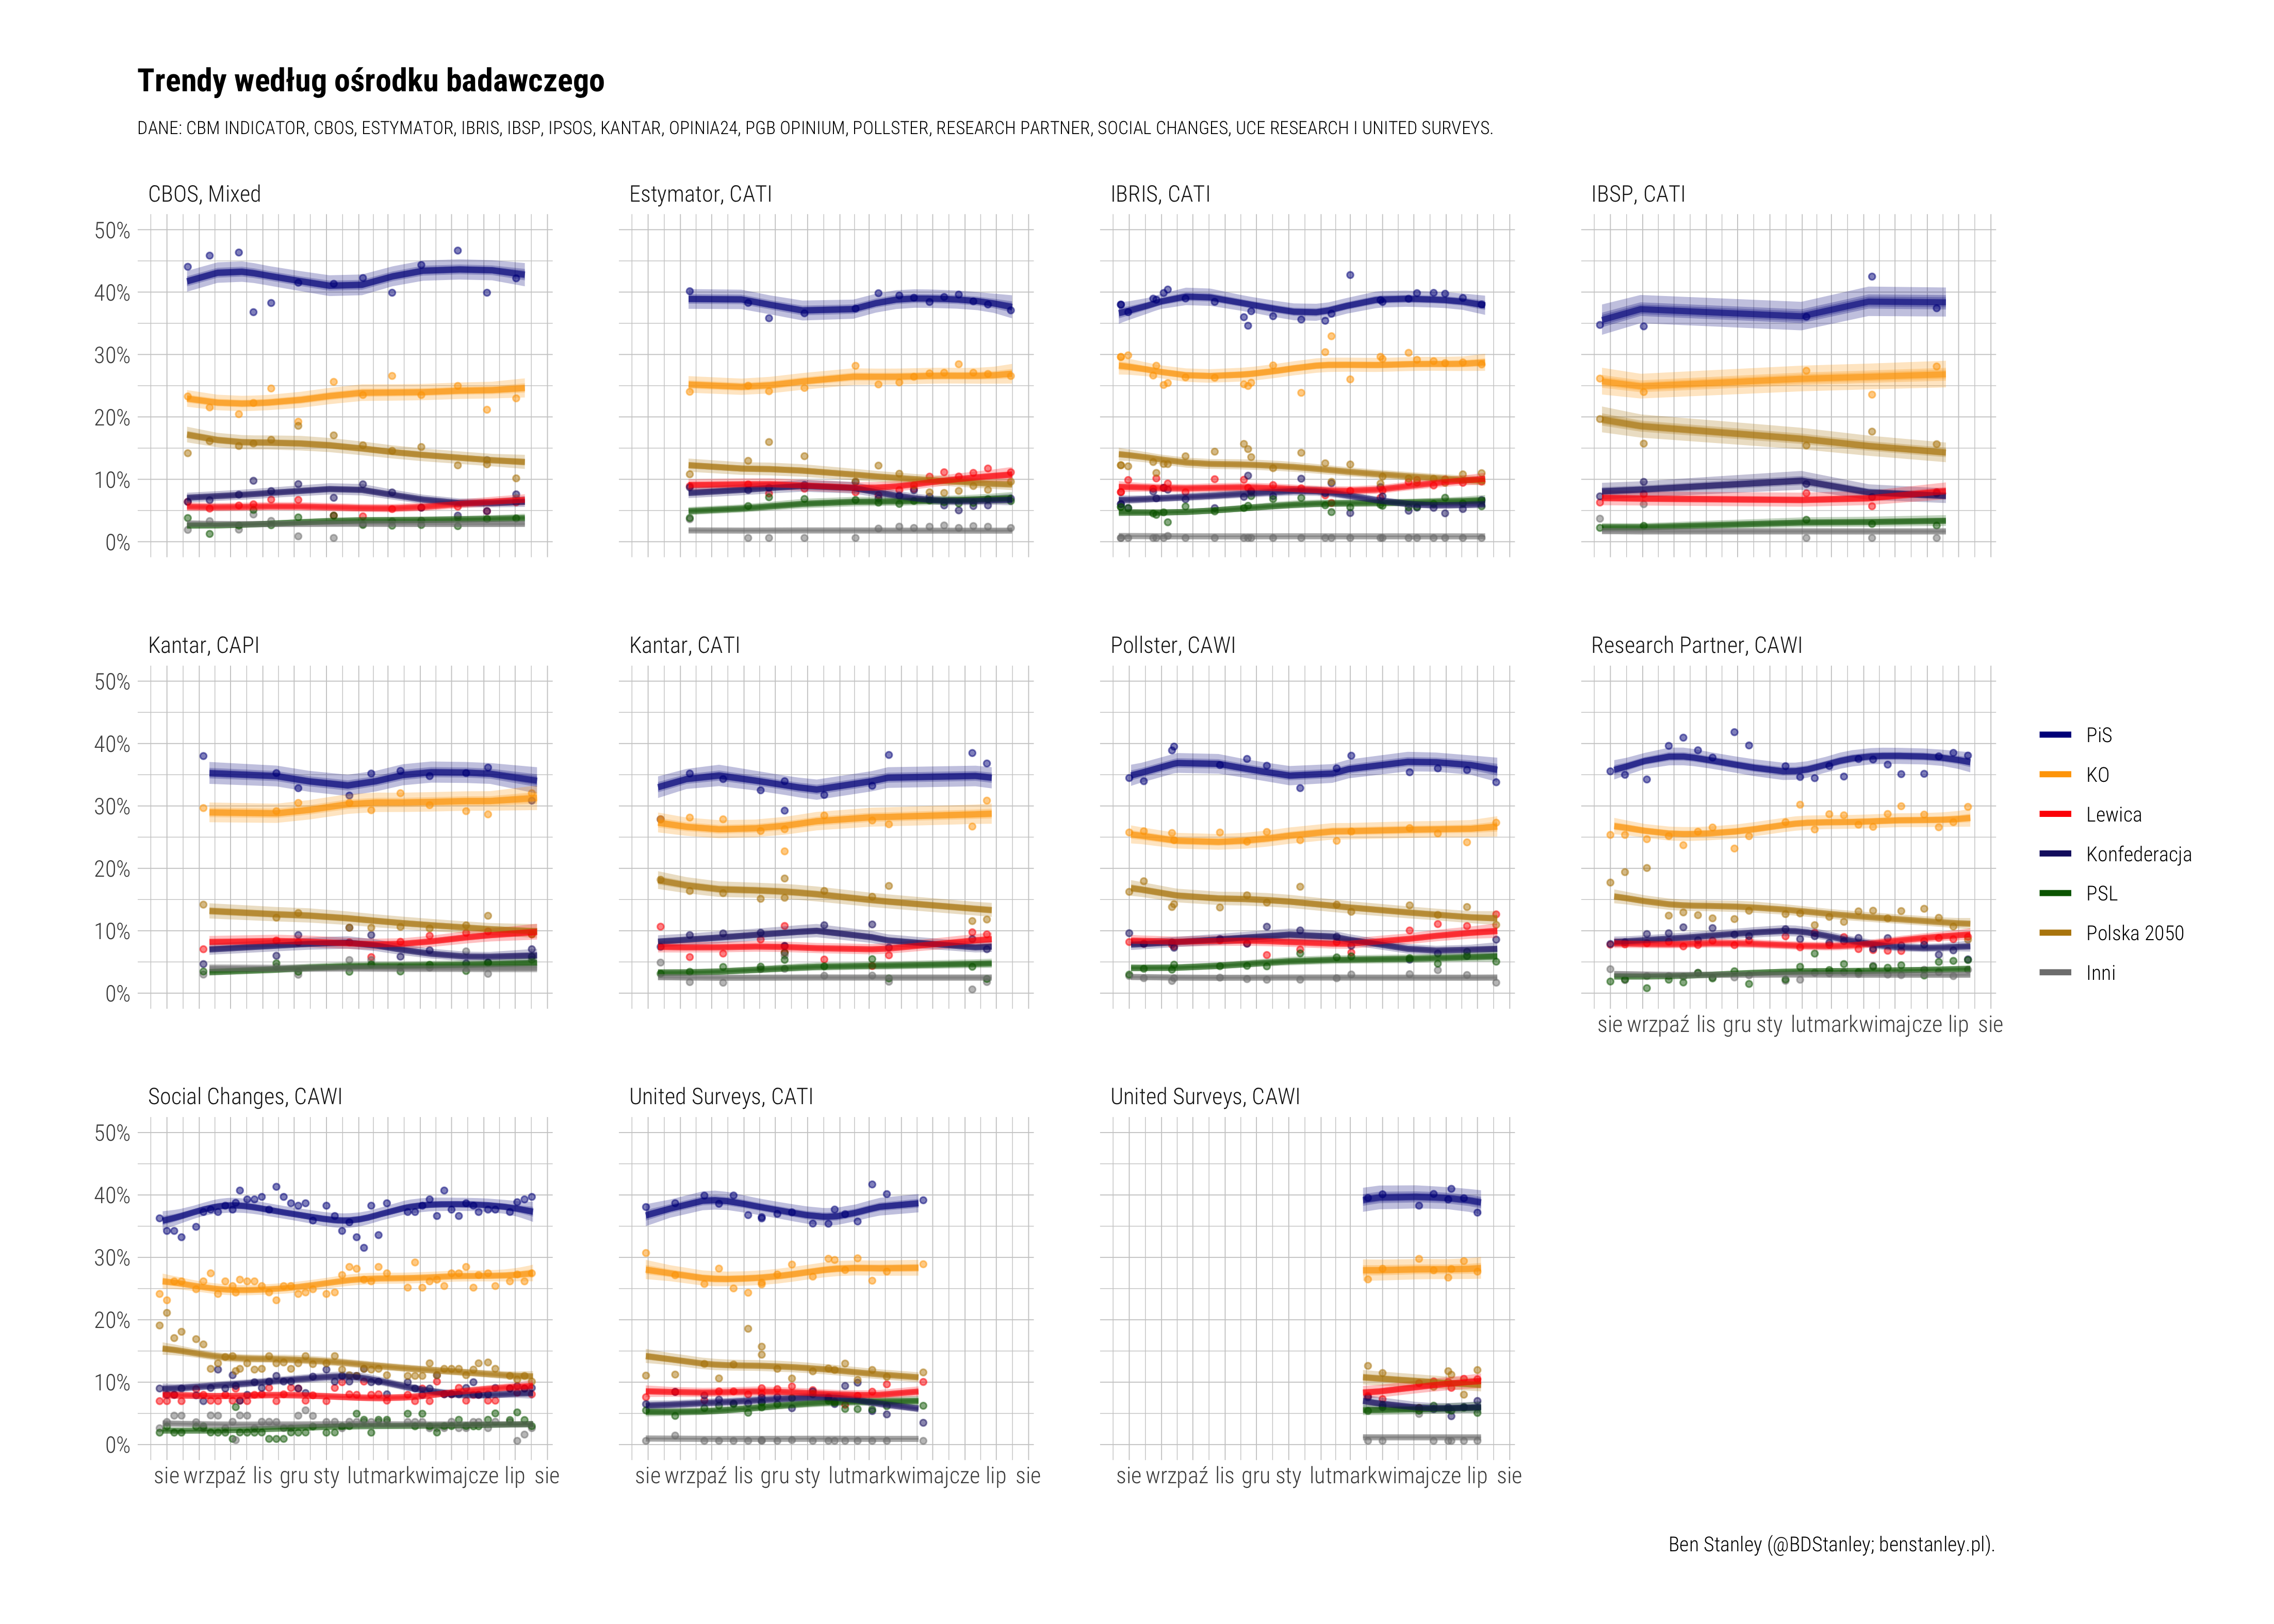 Trendy według ośrodku badawczego
DANE: CBM INDICATOR, CBOS, ESTYMATOR, IBRIS, IBSP, IPSOS, KANTAR, OPINIA24, PGB OPINIUM, POLLSTER, RESEARCH PARTNER, SOCIAL CHANGES, UCE RESEARCH I UNITED SURVEYS.
CBOS, Mixed
Estymator, CATI
IBRIS, CATI
IBSP, CATI
50%
40%
30%
20%
10%
0%
Kantar, CAPI
Kantar, CATI
Pollster, CAWI
Research Partner, CAWI
50%
40%
30%
20%
10%
0%
sie wrz paź lis gru sty lut mar kwi maj cze lip sie
PiS
KO
Lewica
Konfederacja
PSL
Polska 2050
Inni
Social Changes, CAWI
United Surveys, CATI
United Surveys, CAWI
50%
40%
30%
20%
10%
0%
sie wrz paź lis gru sty lut mar kwi maj cze lip sie
sie wrz paź lis gru sty lut mar kwi maj cze lip sie
sie wrz paź lis gru sty lut mar kwi maj cze lip sie
Ben Stanley (@BDStanley; benstanley.pl).